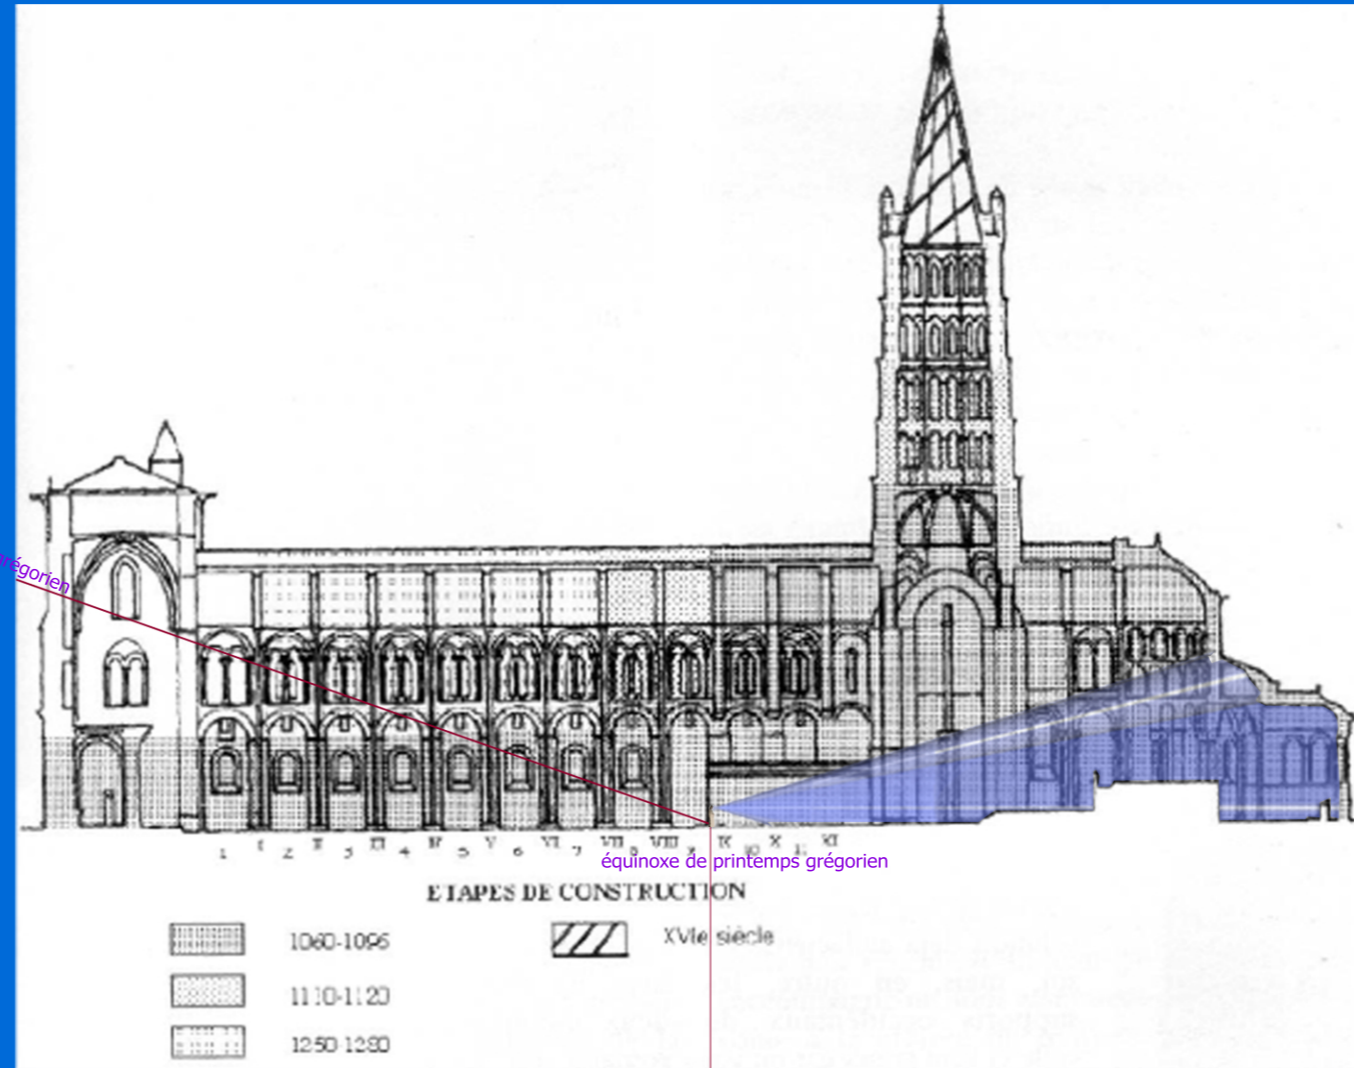 grégorien
1 I 2 II 3 III 4 IV 5 V 6 VI 7 VII 8 VIII 9 IX 10 X 11 XI
équinoxe de printemps grégorien
ETAPES DE CONSTRUCTION
1060-1096
XVIe siècle
1110-1120
1250-1280